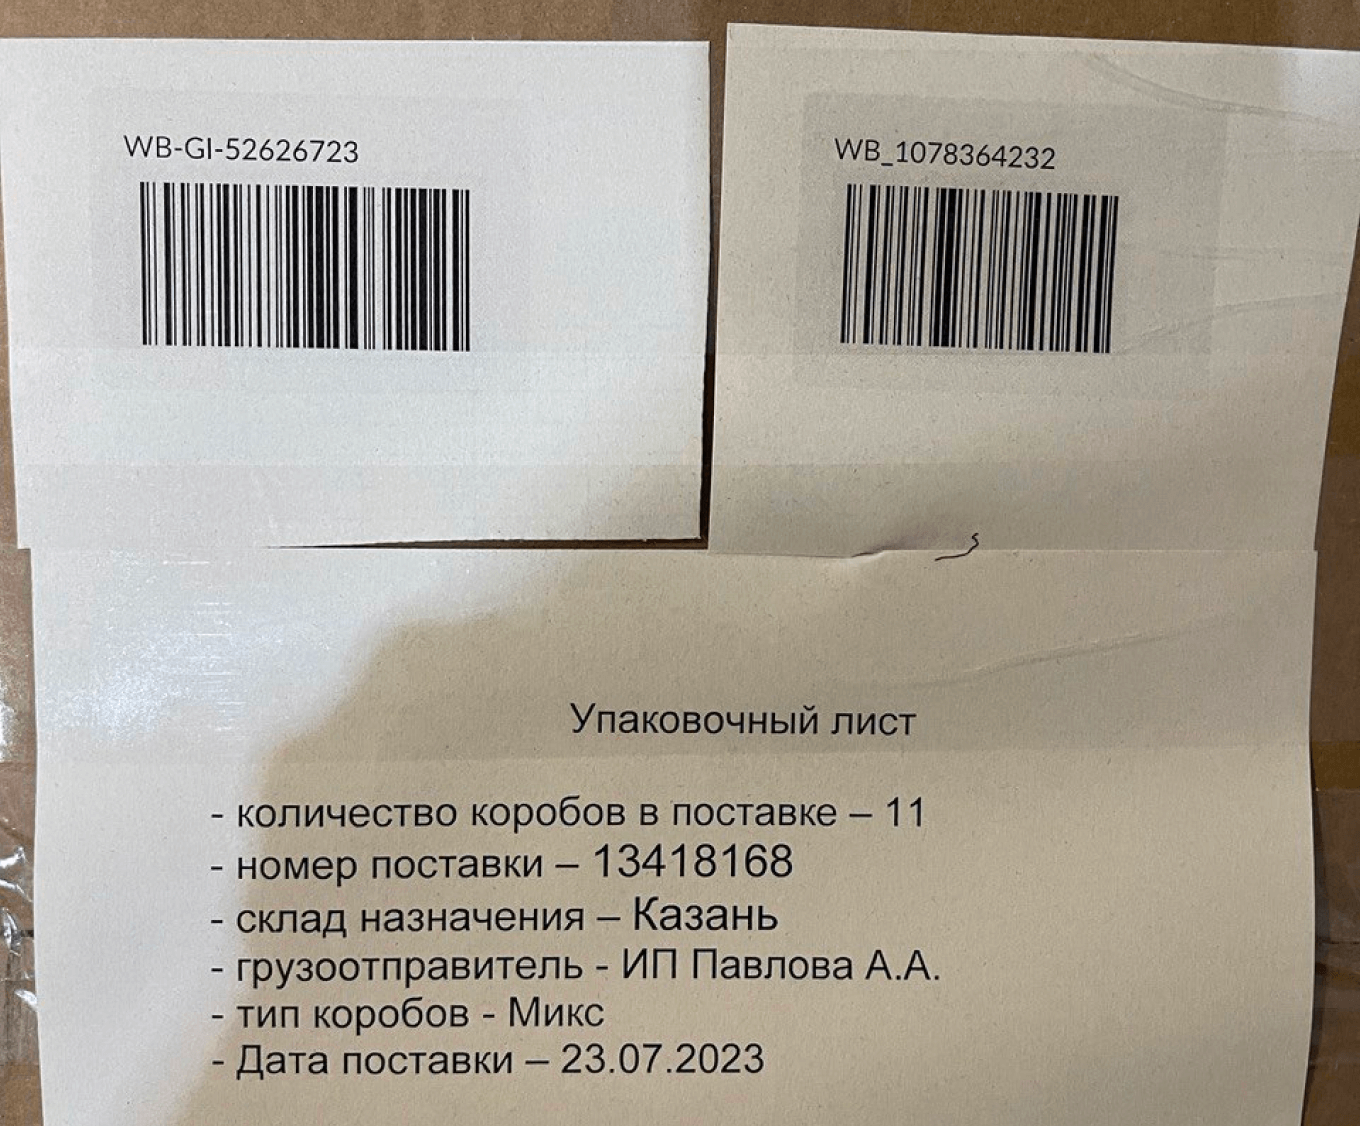 WB-GI-52626723
WB_1078364232
Упаковочный лист
- количество коробов в поставке – 11
- номер поставки – 13418168
- склад назначения – Казань
- грузоотправитель - ИП Павлова А.А.
- тип коробов - Микс
- Дата поставки – 23.07.2023